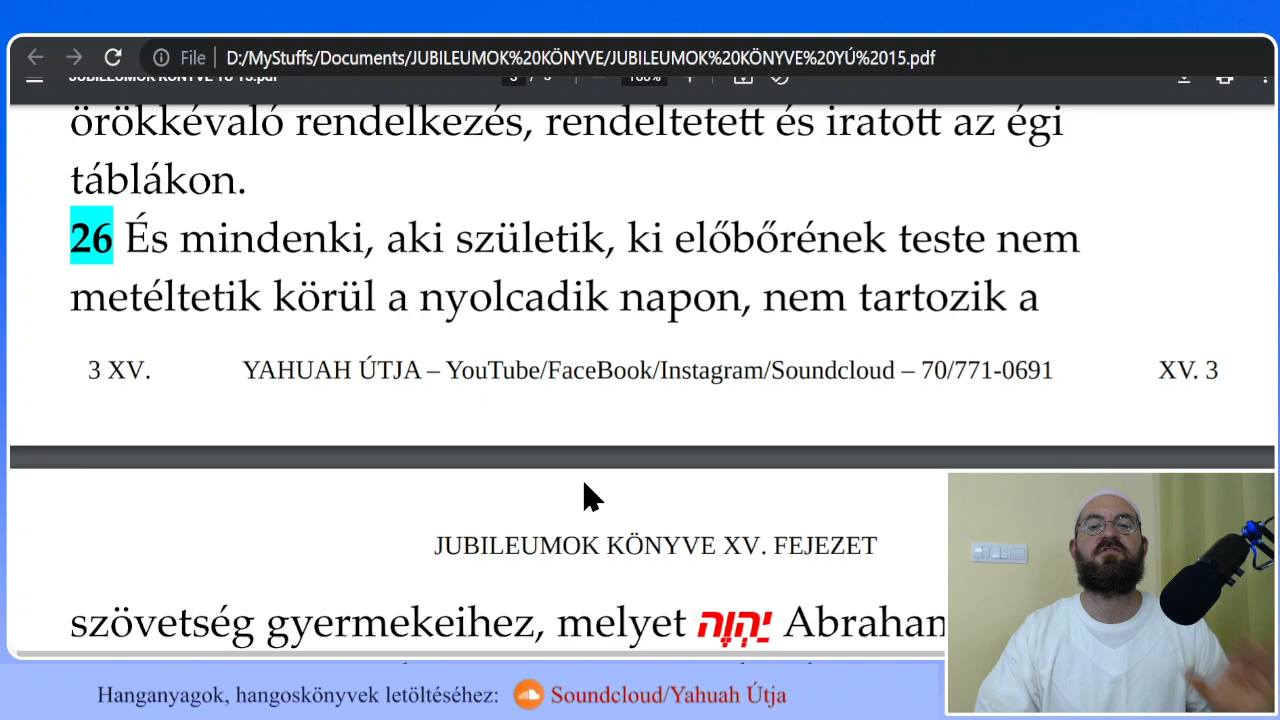 File D:/MyStuffs/Documents/JUBILEUMOK%20KÖNYVE/JUBILEUMOK%20KÖNYVE%20YÚ%2015.pdf
örökkévaló rendelkezés, rendeltetett és iratott az égi
táblákon.
26 És mindenki, aki születik, ki előbőrének teste nem
metéltetik körül a nyolcadik napon, nem tartozik a
3 XV. YAHUAH ÚTJA – YouTube/FaceBook/Instagram/Soundcloud – 70/771-0691 XV. 3
JUBILEUMOK KÖNYVE XV. FEJEZET
szövetség gyermekeihez, melyet יַהְוֶה Abraham
Hanganyagok, hangoskönyvek letöltéséhez: Soundcloud/Yahuah Útja